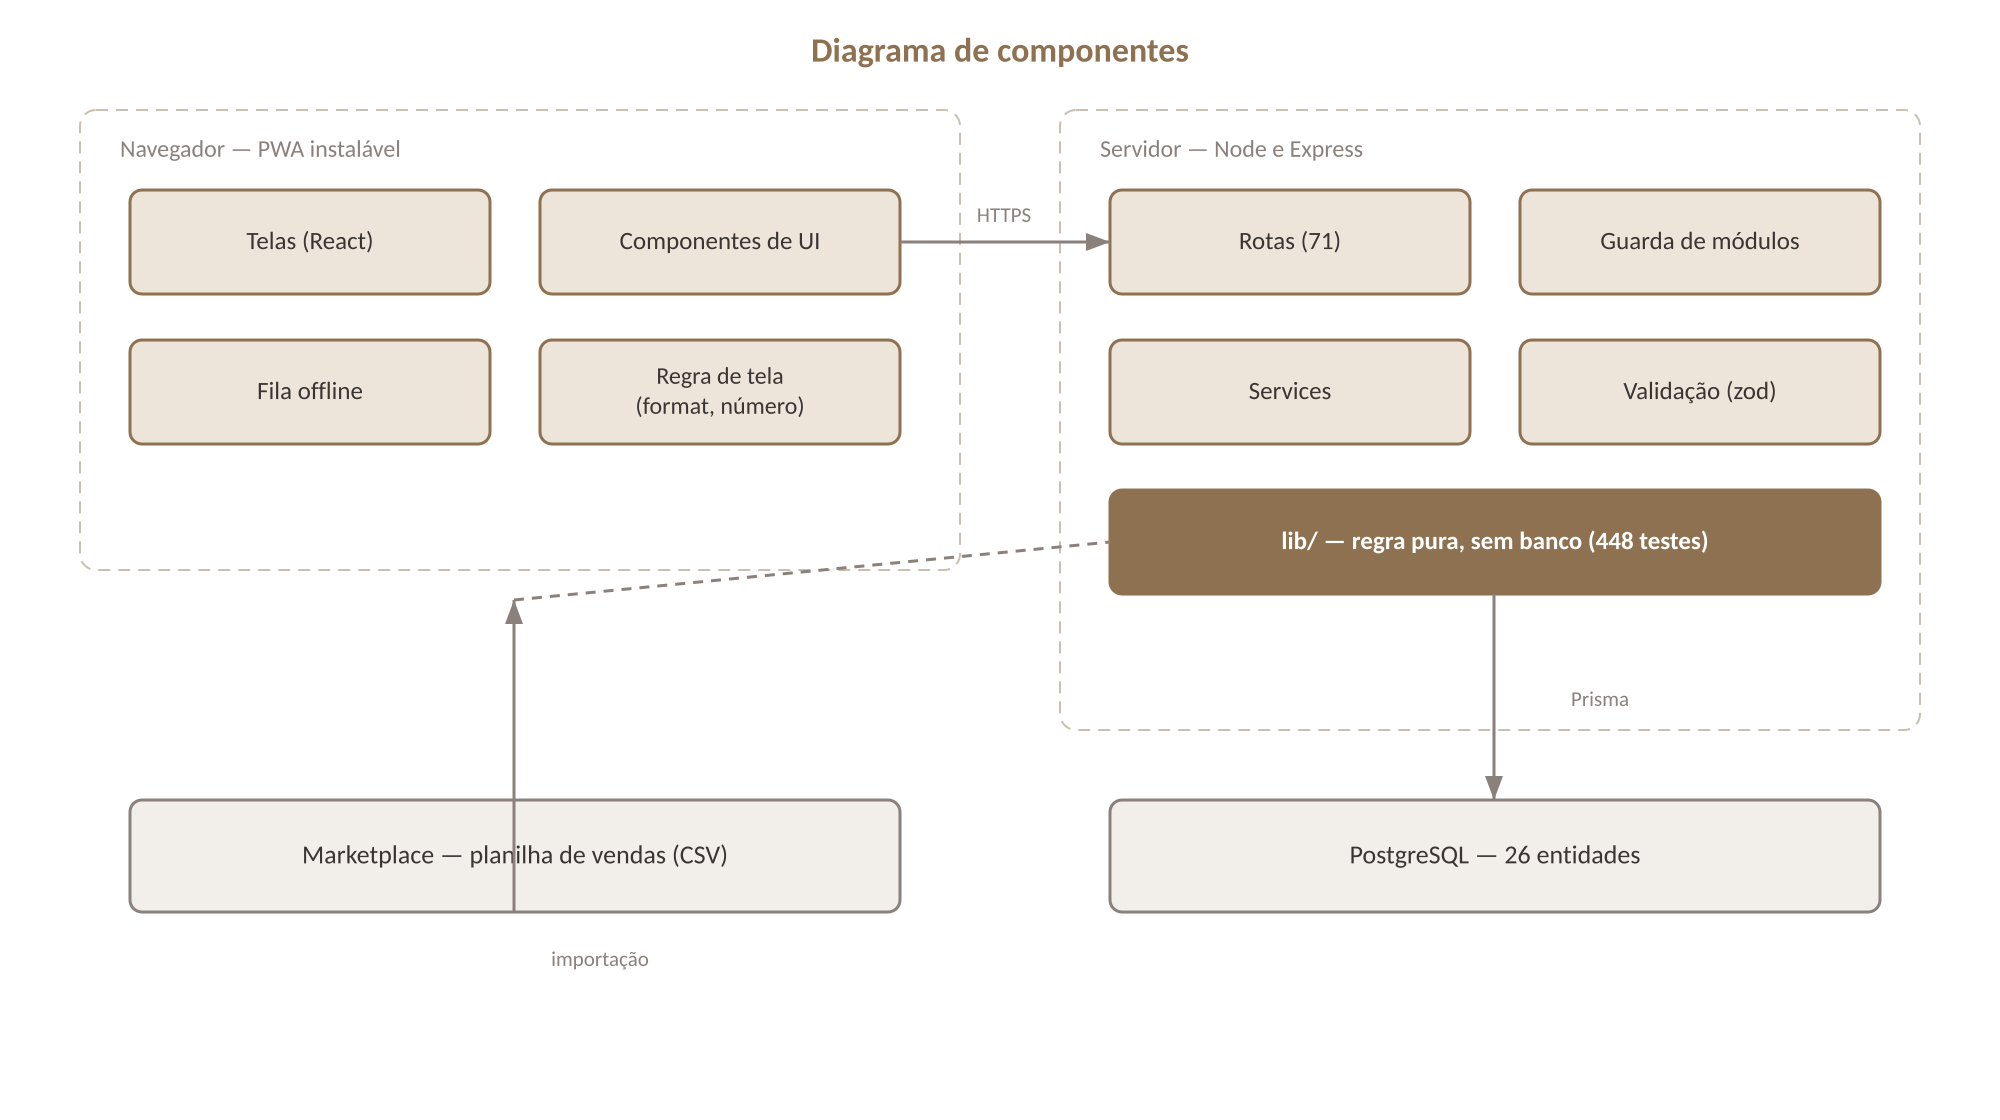 Diagrama de componentes
Navegador — PWA instalável
Telas (React)
Componentes de UI
Fila offline
Regra de tela
(format, número)
HTTPS
Servidor — Node e Express
Rotas (71)
Guarda de módulos
Services
Validação (zod)
lib/ — regra pura, sem banco (448 testes)
Prisma
Marketplace — planilha de vendas (CSV)
PostgreSQL — 26 entidades
importação